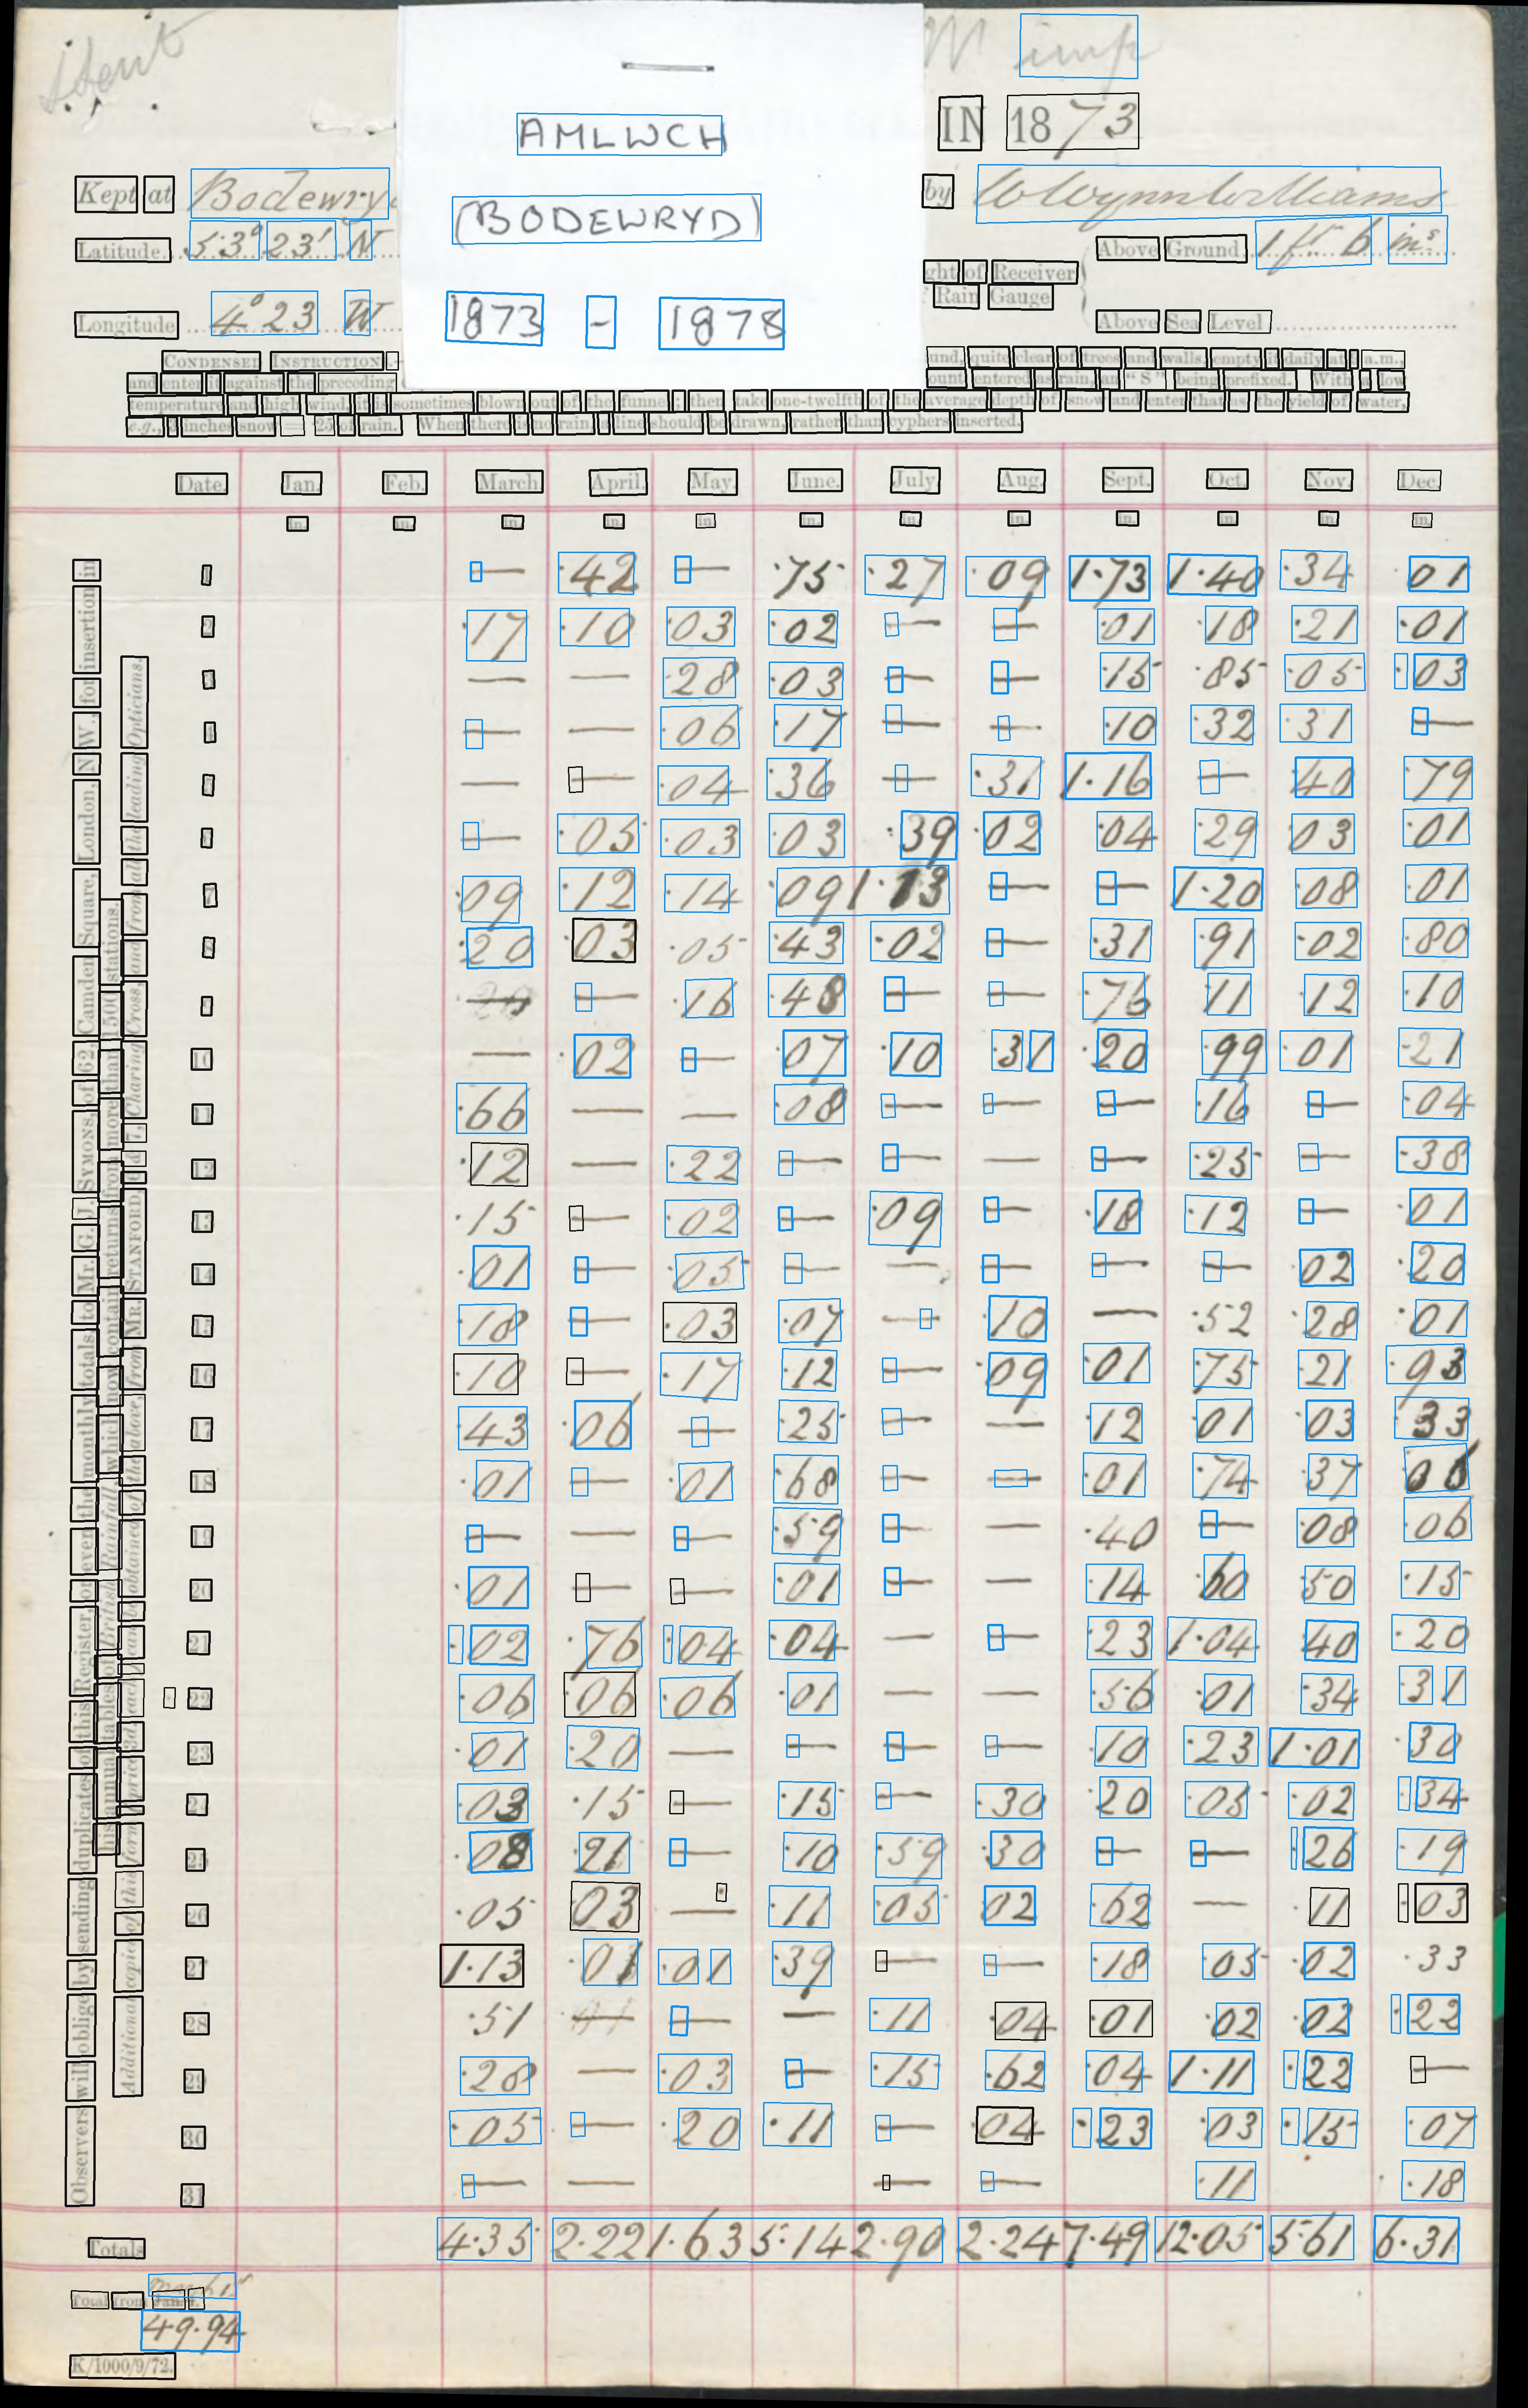 Stent
M imp
AMLWCH
IN 1873
Kept at Bodewry
(BODEWRYD)
by W Wynn Williams
Latitude 53° 23' N
Above Ground 1 ft 6 ins
ght of Receiver
Rain Gauge
Longitude 4° 23 W
1873 - 1878
Above Sea Level
CONDENSED INSTRUCTION
und, quite clear of trees and walls, empty it daily at 9 a.m.,
and enter it against the preceding
ount entered as rain, an "S" being prefixed. With a low
temperature and high wind, it is sometimes blown out of the funnel; then take one-twelfth of the average depth of snow and enter that as the yield of water,
e.g., 3 inches snow = ·25 of rain. When there is no rain, a line should be drawn, rather than cyphers inserted.
Date. Jan. Feb. March April. May. June. July. Aug. Sept. Oct. Nov. Dec.
in. in. in. in. in. in. in. in. in. in. in. in.
1 — ·42 — ·75 ·27 ·09 1·73 1·40 ·34 ·01
2 ·17 ·10 ·03 ·02 — — ·01 ·18 ·21 ·01
3 — — ·28 ·03 — — ·15 ·85 ·05 ·03
4 — — ·06 ·17 — — ·10 ·32 ·31 —
5 — — ·04 ·36 — ·31 1·16 — ·40 ·79
6 — ·05 ·03 ·03 ·39 ·02 ·04 ·29 ·03 ·01
7 ·09 ·12 ·14 ·09 1·13 — — 1·20 ·08 ·01
8 ·20 ·03 ·05 ·43 ·02 — ·31 ·91 ·02 ·80
9 — — ·16 ·48 — — ·76 ·11 ·12 ·10
10 — ·02 — ·07 ·10 ·31 ·20 ·99 ·01 ·21
11 ·66 — — ·08 — — — ·16 — ·04
12 ·12 — ·22 — — — — ·25 — ·38
13 ·15 — ·02 — ·09 — ·18 ·12 — ·01
14 ·01 — ·05 — — — — — ·02 ·20
15 ·18 — ·03 ·07 — ·10 — ·52 ·28 ·01
16 ·10 — ·17 ·12 — ·09 ·01 ·75 ·21 ·93
17 ·43 ·06 — ·25 — — ·12 ·01 ·03 ·33
18 ·01 — ·01 ·68 — — ·01 ·74 ·37 ·06
19 — — — ·59 — — ·40 — ·08 ·06
20 ·01 — — ·01 — — ·14 ·60 ·50 ·15
21 ·02 ·76 ·04 ·04 — — ·23 1·04 ·40 ·20
22 ·06 ·06 ·06 ·01 — — ·56 ·01 ·34 ·31
23 ·01 ·20 — — — — ·10 ·23 1·01 ·30
24 ·03 ·15 — ·15 — ·30 ·20 ·05 ·02 ·34
25 ·08 ·21 — ·10 ·59 ·30 — — ·26 ·19
26 ·05 ·03 — ·11 ·05 ·02 ·62 — ·11 ·03
27 1·13 ·01 ·01 ·39 — — ·18 ·05 ·02 ·33
28 ·51 — — — ·11 ·04 ·01 ·02 ·02 ·22
29 ·28 — ·03 — ·15 ·62 ·04 1·11 ·22 —
30 ·05 — ·20 ·11 — ·04 ·23 ·03 ·15 ·07
31 — — — — ·11 ·18
Totals 4·35 2·22 1·63 5·14 2·90 2·24 7·49 12·05 5·61 6·31
March 1st
Total from Jan. 1.
49·94
K/1000/9/72.
Observers will oblige by sending duplicates of this Register, or even the monthly totals to Mr. G. J. SYMONS, of 62, Camden Square, London, N.W., for insertion in
his annual tables of British Rainfall, which now contain returns from more than 1500 stations.
Additional copies of this form, price 3d. each, can be obtained of the above, from MR. STANFORD, 6 & 7, Charing Cross, and from all the leading Opticians.